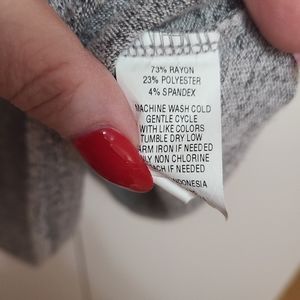 73% RAYON
23% POLYESTER
4% SPANDEX
MACHINE WASH COLD
GENTLE CYCLE
WITH LIKE COLORS
TUMBLE DRY LOW
IRON IF NEEDED
NON CHLORINE
IF NEEDED